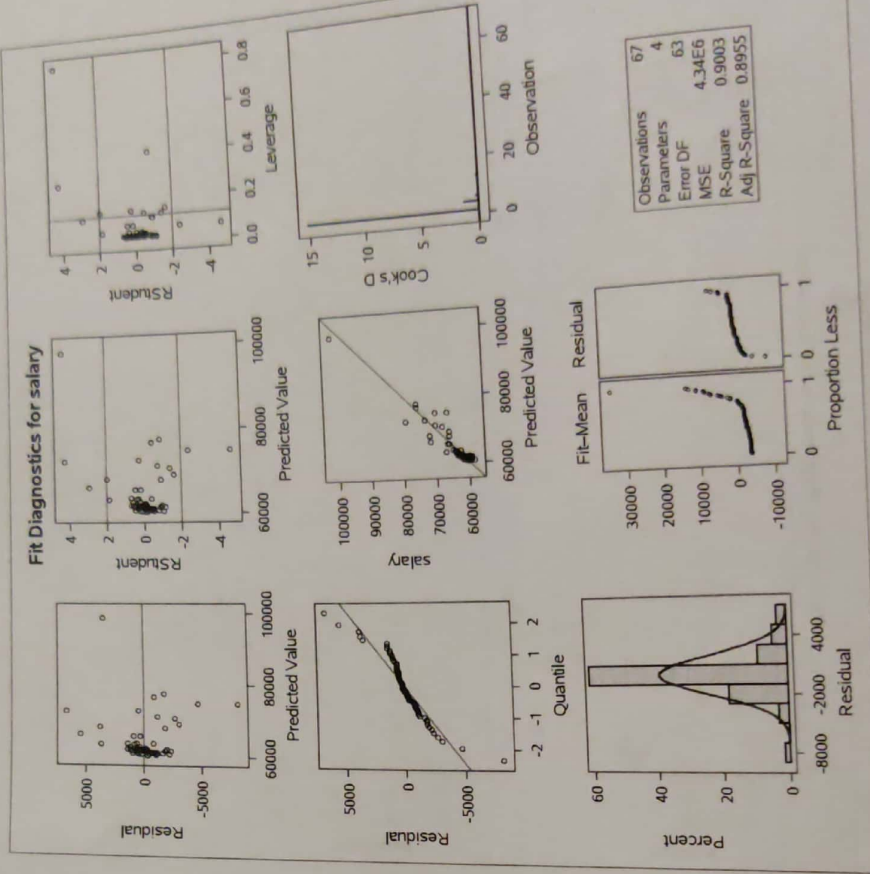 Fit Diagnostics for salary
Residual
5000
0
-5000
60000 80000 100000
Predicted Value
RStudent
4
2
0
-2
-4
60000 80000 100000
Predicted Value
RStudent
4
2
0
-2
-4
0.0 0.2 0.4 0.6 0.8
Leverage
Residual
5000
0
-5000
-2 -1 0 1 2
Quantile
salary
100000
90000
80000
70000
60000
60000 80000 100000
Predicted Value
Cook's D
15
10
5
0
0 20 40 60
Observation
Percent
60
40
20
0
-8000 -2000 4000
Residual
Fit–Mean Residual
30000
20000
10000
0
-10000
0 1 0 1
Proportion Less
Observations 67
Parameters 4
Error DF 63
MSE 4.34E6
R-Square 0.9003
Adj R-Square 0.8955